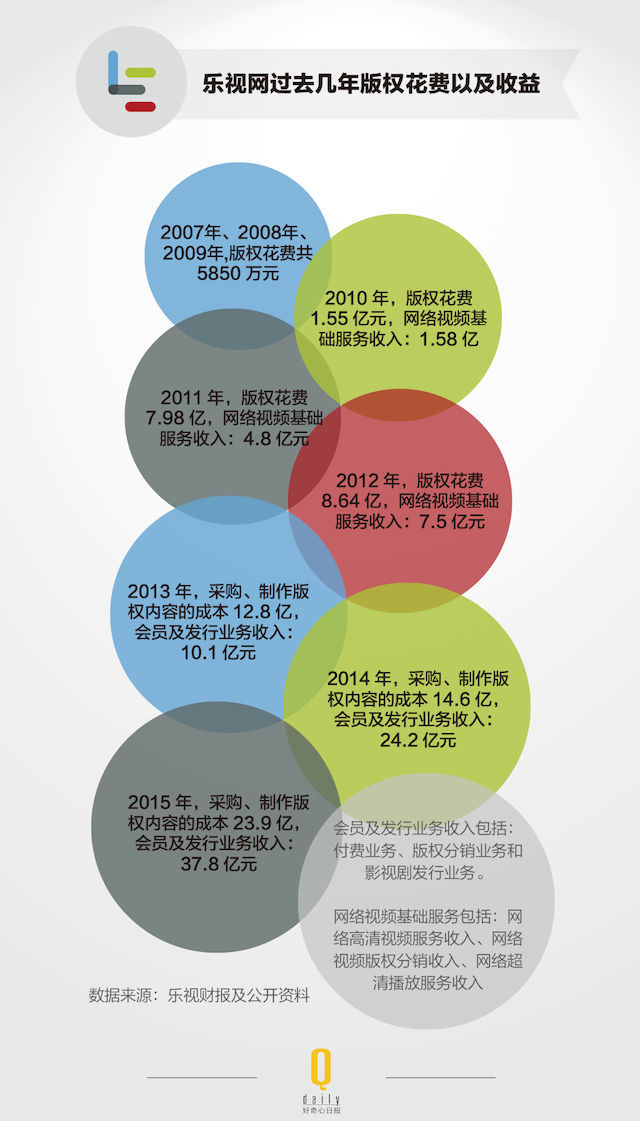 乐视网过去几年版权花费以及收益
2007年、2008年、
2009年,版权花费共
5850 万元
2010 年，版权花费
1.55 亿元，网络视频基
础服务收入：1.58 亿
2011 年，版权花费
7.98 亿，网络视频基础
服务收入：4.8 亿元
2012 年，版权花费
8.64 亿，网络视频基础
服务收入：7.5 亿元
2013 年，采购、制作版
权内容的成本 12.8 亿，
会员及发行业务收入：
10.1 亿元
2014 年，采购、制作版
权内容的成本 14.6 亿，
会员及发行业务收入：
24.2 亿元
2015 年，采购、制作版
权内容的成本 23.9 亿，
会员及发行业务收入：
37.8 亿元
会员及发行业务收入包括：
付费业务、版权分销业务和
影视剧发行业务。
网络视频基础服务包括：网
络高清视频服务收入、网络
视频版权分销收入、网络超
清播放服务收入
数据来源：乐视财报及公开资料
Q
daily
好奇心日报